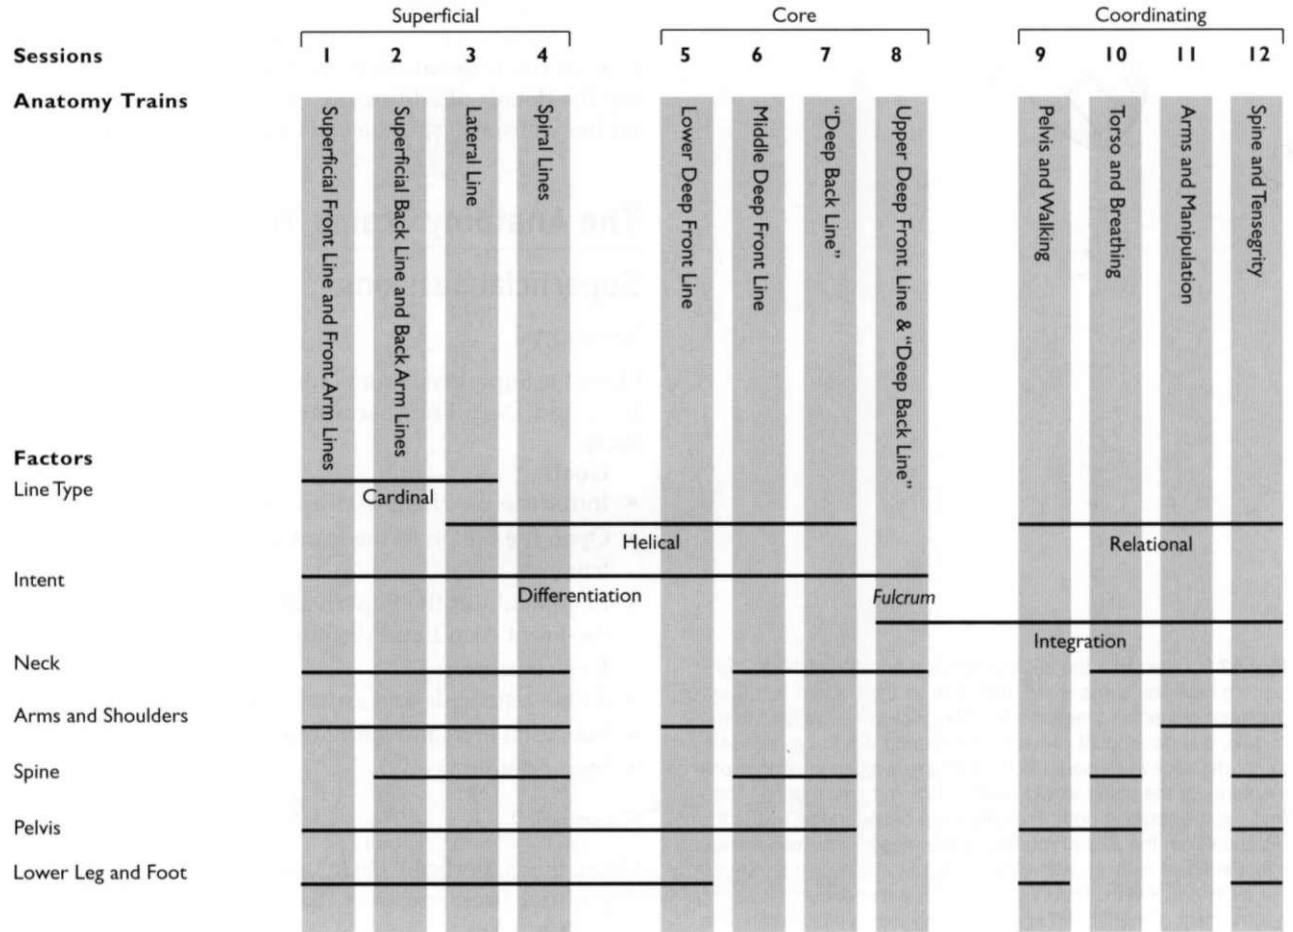 Superficial Core Coordinating
Sessions 1 2 3 4 5 6 7 8 9 10 11 12
Anatomy Trains
Superficial Front Line and Front Arm Lines
Superficial Back Line and Back Arm Lines
Lateral Line
Spiral Lines
Lower Deep Front Line
Middle Deep Front Line
"Deep Back Line"
Upper Deep Front Line & "Deep Back Line"
Pelvis and Walking
Torso and Breathing
Arms and Manipulation
Spine and Tensegrity
Factors
Line Type
Cardinal
Helical Relational
Intent
Differentiation Fulcrum
Integration
Neck
Arms and Shoulders
Spine
Pelvis
Lower Leg and Foot